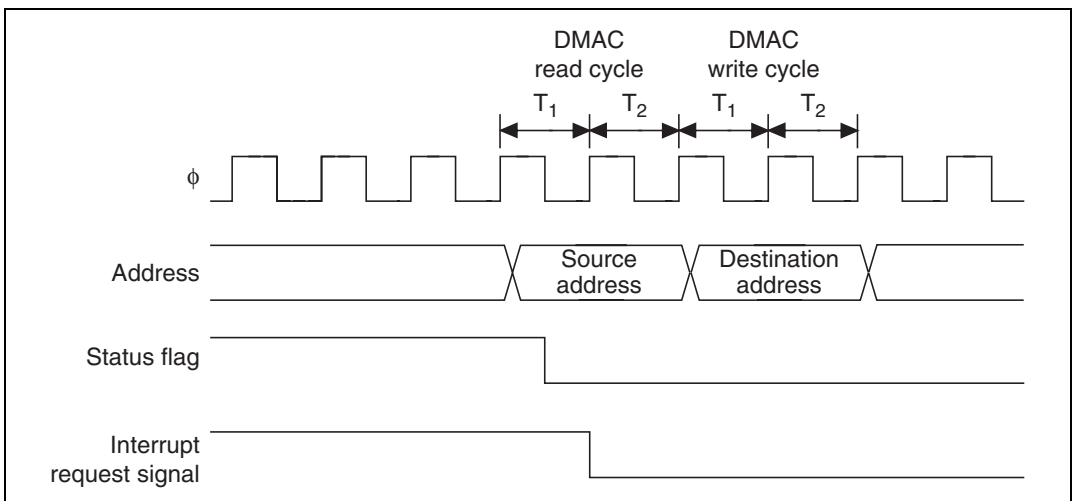 DMAC DMAC
read cycle write cycle
T₁ T₂ T₁ T₂
ϕ
Address
Source Destination
address address
Status flag
Interrupt
request signal